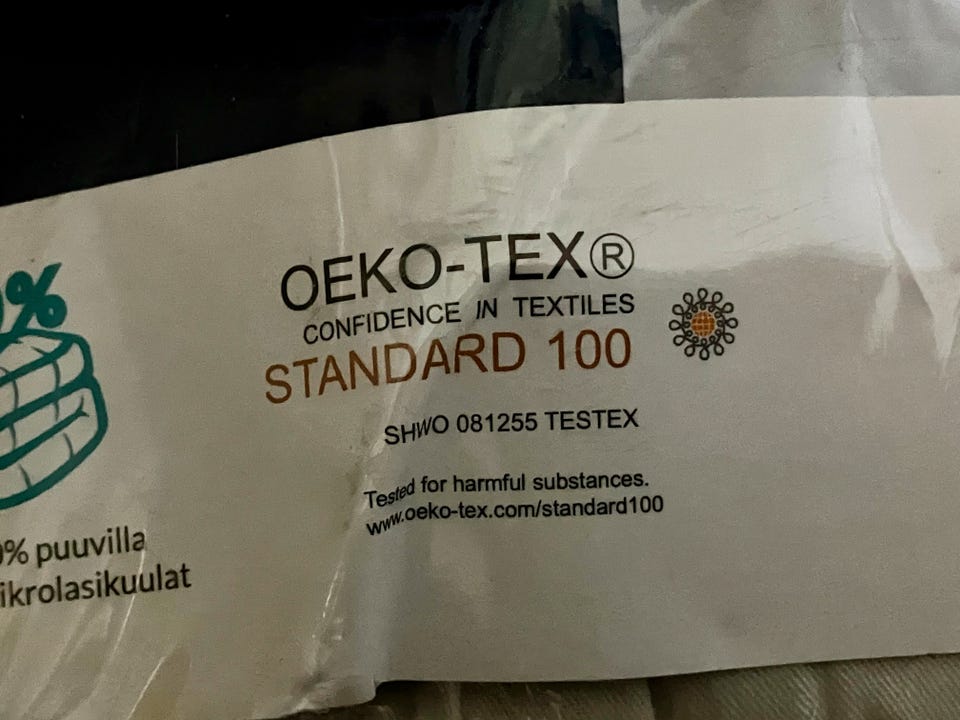 %
OEKO-TEX®
CONFIDENCE IN TEXTILES
STANDARD 100
SHWO 081255 TESTEX
Tested for harmful substances.
www.oeko-tex.com/standard100
% puuvilla
ikrolasikuulat